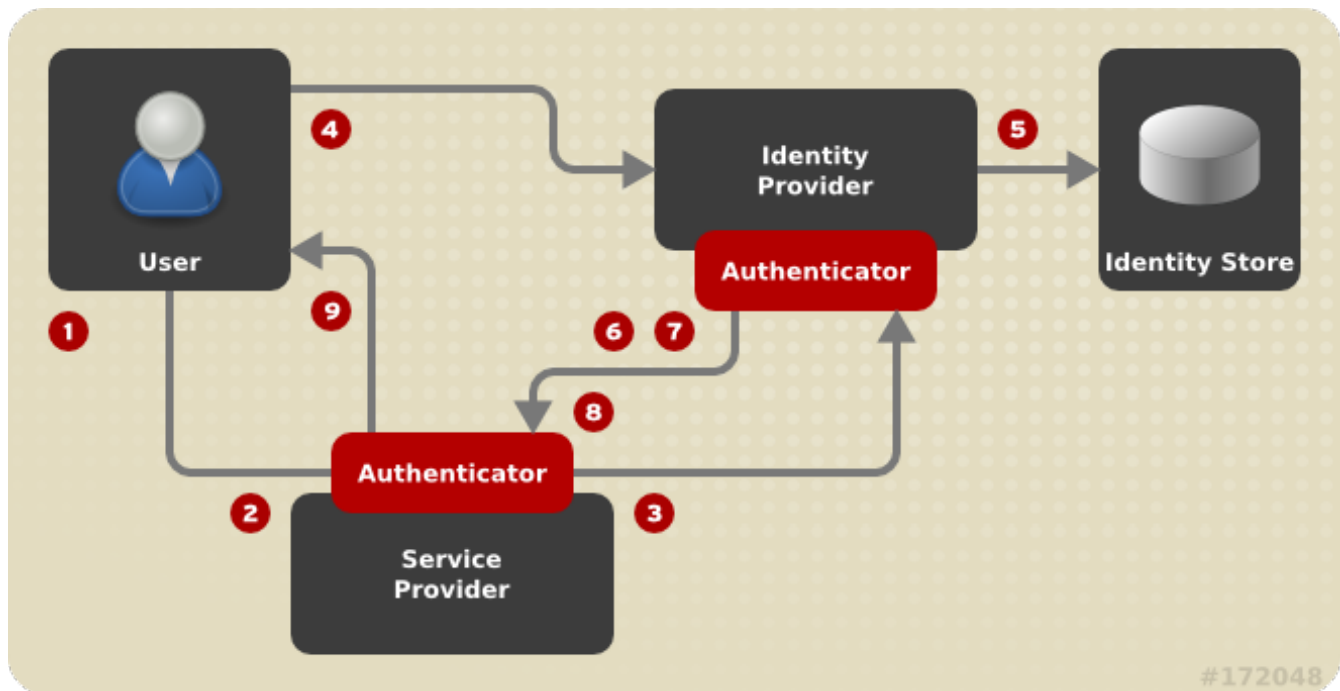 4
5
Identity
Provider
User
Identity Store
Authenticator
1
9
6
7
8
Authenticator
2
3
Service
Provider
#172048